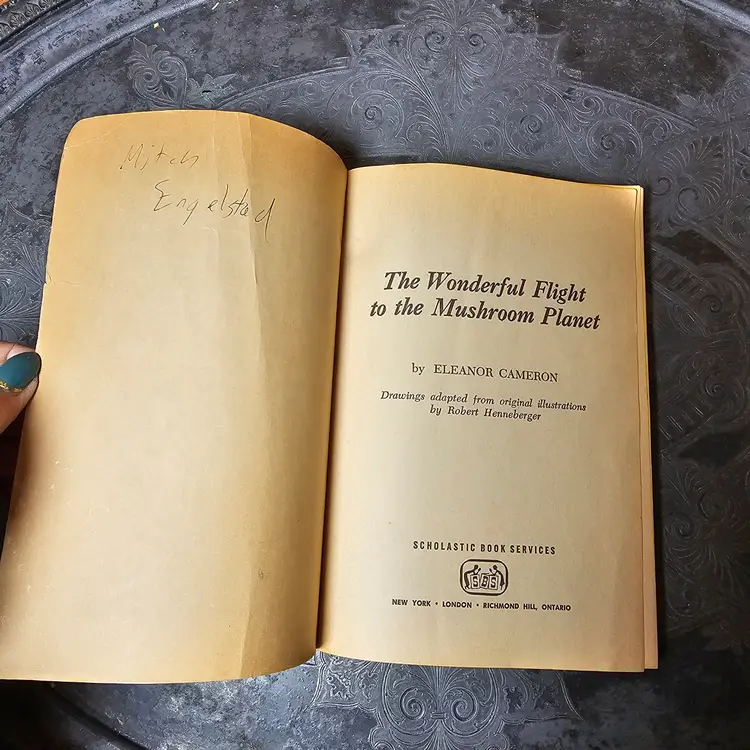 Mitch
Engelstad
The Wonderful Flight
to the Mushroom Planet
by ELEANOR CAMERON
Drawings adapted from original illustrations
by Robert Henneberger
SCHOLASTIC BOOK SERVICES
SBS
NEW YORK • LONDON • RICHMOND HILL, ONTARIO